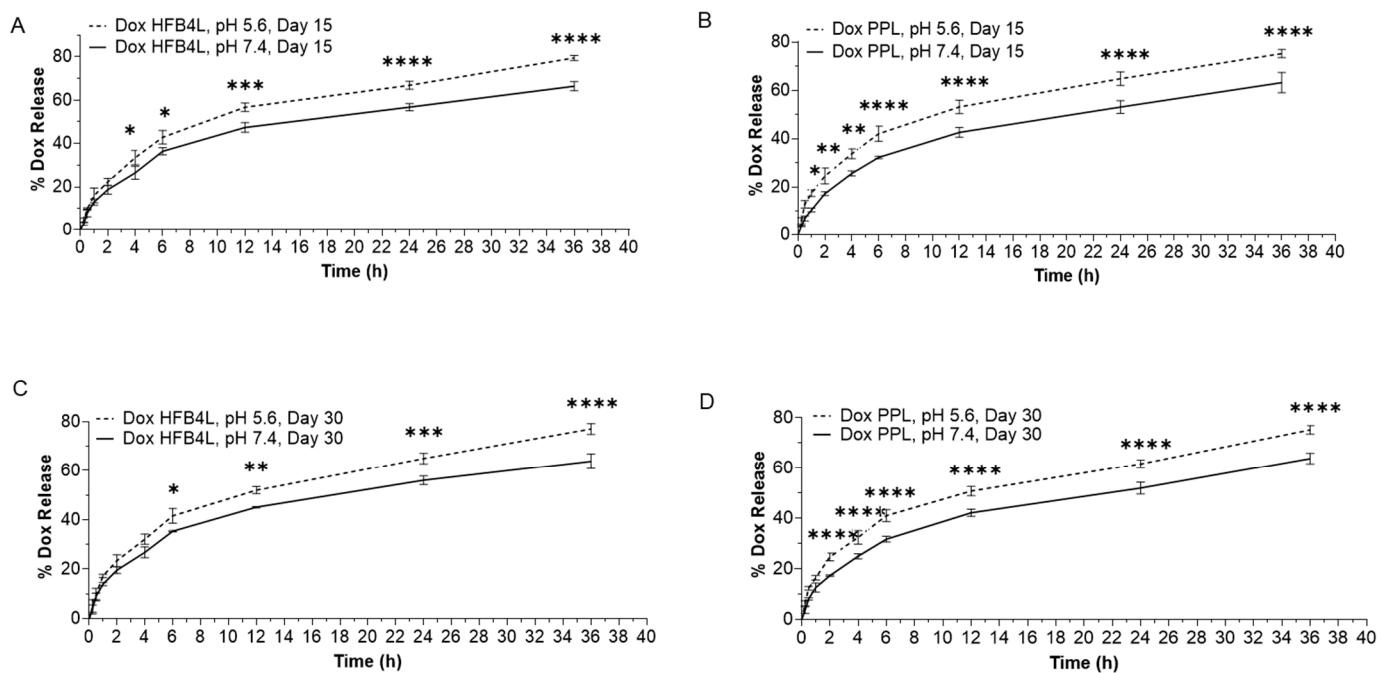 A
Dox HFB4L, pH 5.6, Day 15
Dox HFB4L, pH 7.4, Day 15
% Dox Release
80
60
40
20
0
* * *** **** ****
0 2 4 6 8 10 12 14 16 18 20 22 24 26 28 30 32 34 36 38 40
Time (h)
B
Dox PPL, pH 5.6, Day 15
Dox PPL, pH 7.4, Day 15
% Dox Release
80
60
40
20
0
* ** ** **** **** **** ****
0 2 4 6 8 10 12 14 16 18 20 22 24 26 28 30 32 34 36 38 40
Time (h)
C
Dox HFB4L, pH 5.6, Day 30
Dox HFB4L, pH 7.4, Day 30
% Dox Release
80
60
40
20
0
* ** *** ****
0 2 4 6 8 10 12 14 16 18 20 22 24 26 28 30 32 34 36 38 40
Time (h)
D
Dox PPL, pH 5.6, Day 30
Dox PPL, pH 7.4, Day 30
% Dox Release
80
60
40
20
0
**** **** **** **** **** ****
0 2 4 6 8 10 12 14 16 18 20 22 24 26 28 30 32 34 36 38 40
Time (h)